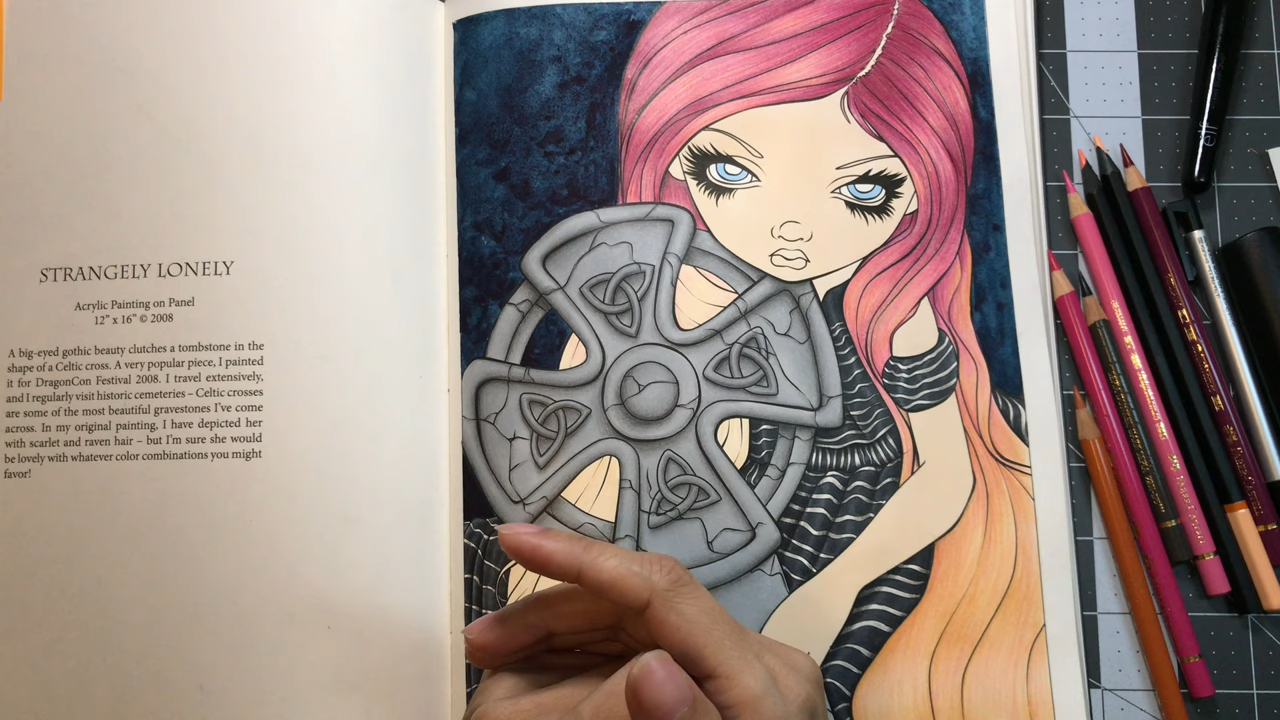 STRANGELY LONELY
Acrylic Painting on Panel
12" x 16" © 2008
A big-eyed gothic beauty clutches a tombstone in the
shape of a Celtic cross. A very popular piece, I painted
it for DragonCon Festival 2008. I travel extensively,
and I regularly visit historic cemeteries – Celtic crosses
are some of the most beautiful gravestones I've come
across. In my original painting, I have depicted her
with scarlet and raven hair – but I'm sure she would
be lovely with whatever color combinations you might
favor!
elf